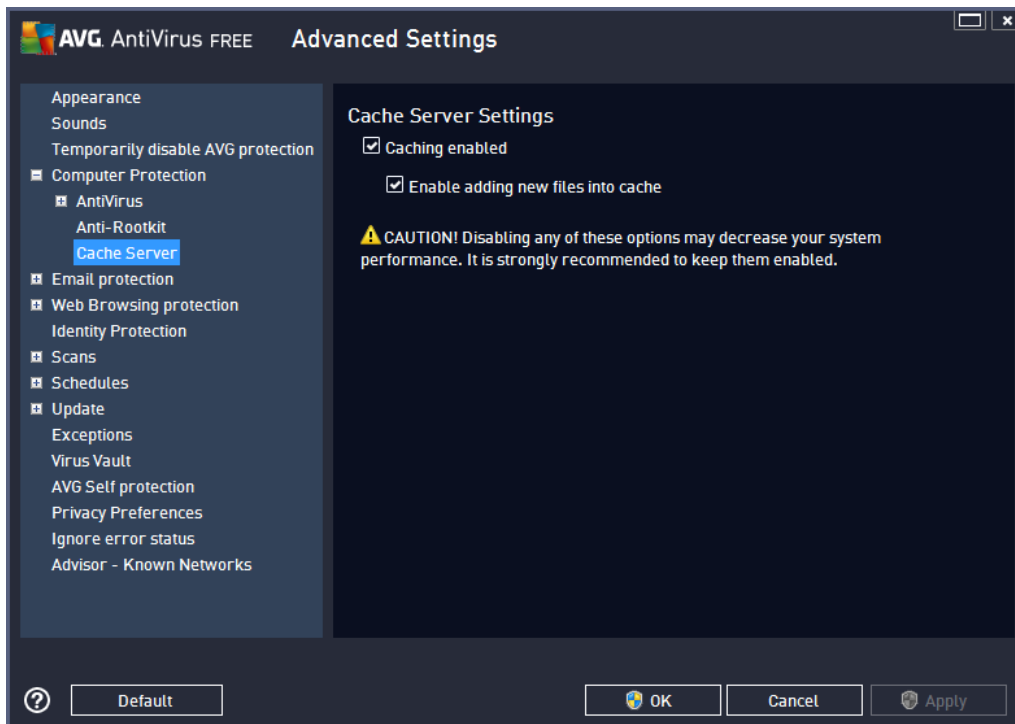 AVG. AntiVirus FREE Advanced Settings
Appearance
Sounds
Temporarily disable AVG protection
Computer Protection
AntiVirus
Anti-Rootkit
Cache Server
Email protection
Web Browsing protection
Identity Protection
Scans
Schedules
Update
Exceptions
Virus Vault
AVG Self protection
Privacy Preferences
Ignore error status
Advisor - Known Networks
Cache Server Settings
Caching enabled
Enable adding new files into cache
CAUTION! Disabling any of these options may decrease your system
performance. It is strongly recommended to keep them enabled.
Default
OK
Cancel
Apply